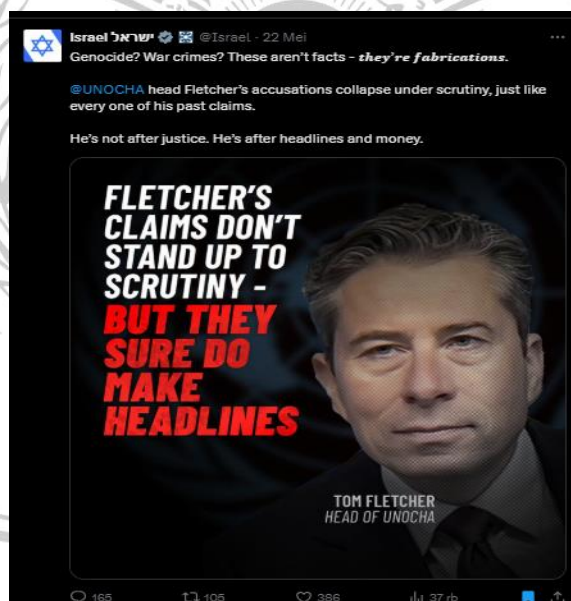 Israel ישראל @Israel · 22 Mei
Genocide? War crimes? These aren't facts - they're fabrications.
@UNOCHA head Fletcher's accusations collapse under scrutiny, just like
every one of his past claims.
He's not after justice. He's after headlines and money.
FLETCHER'S
CLAIMS DON'T
STAND UP TO
SCRUTINY -
BUT THEY
SURE DO
MAKE
HEADLINES
TOM FLETCHER
HEAD OF UNOCHA
165 105 386 37 rb